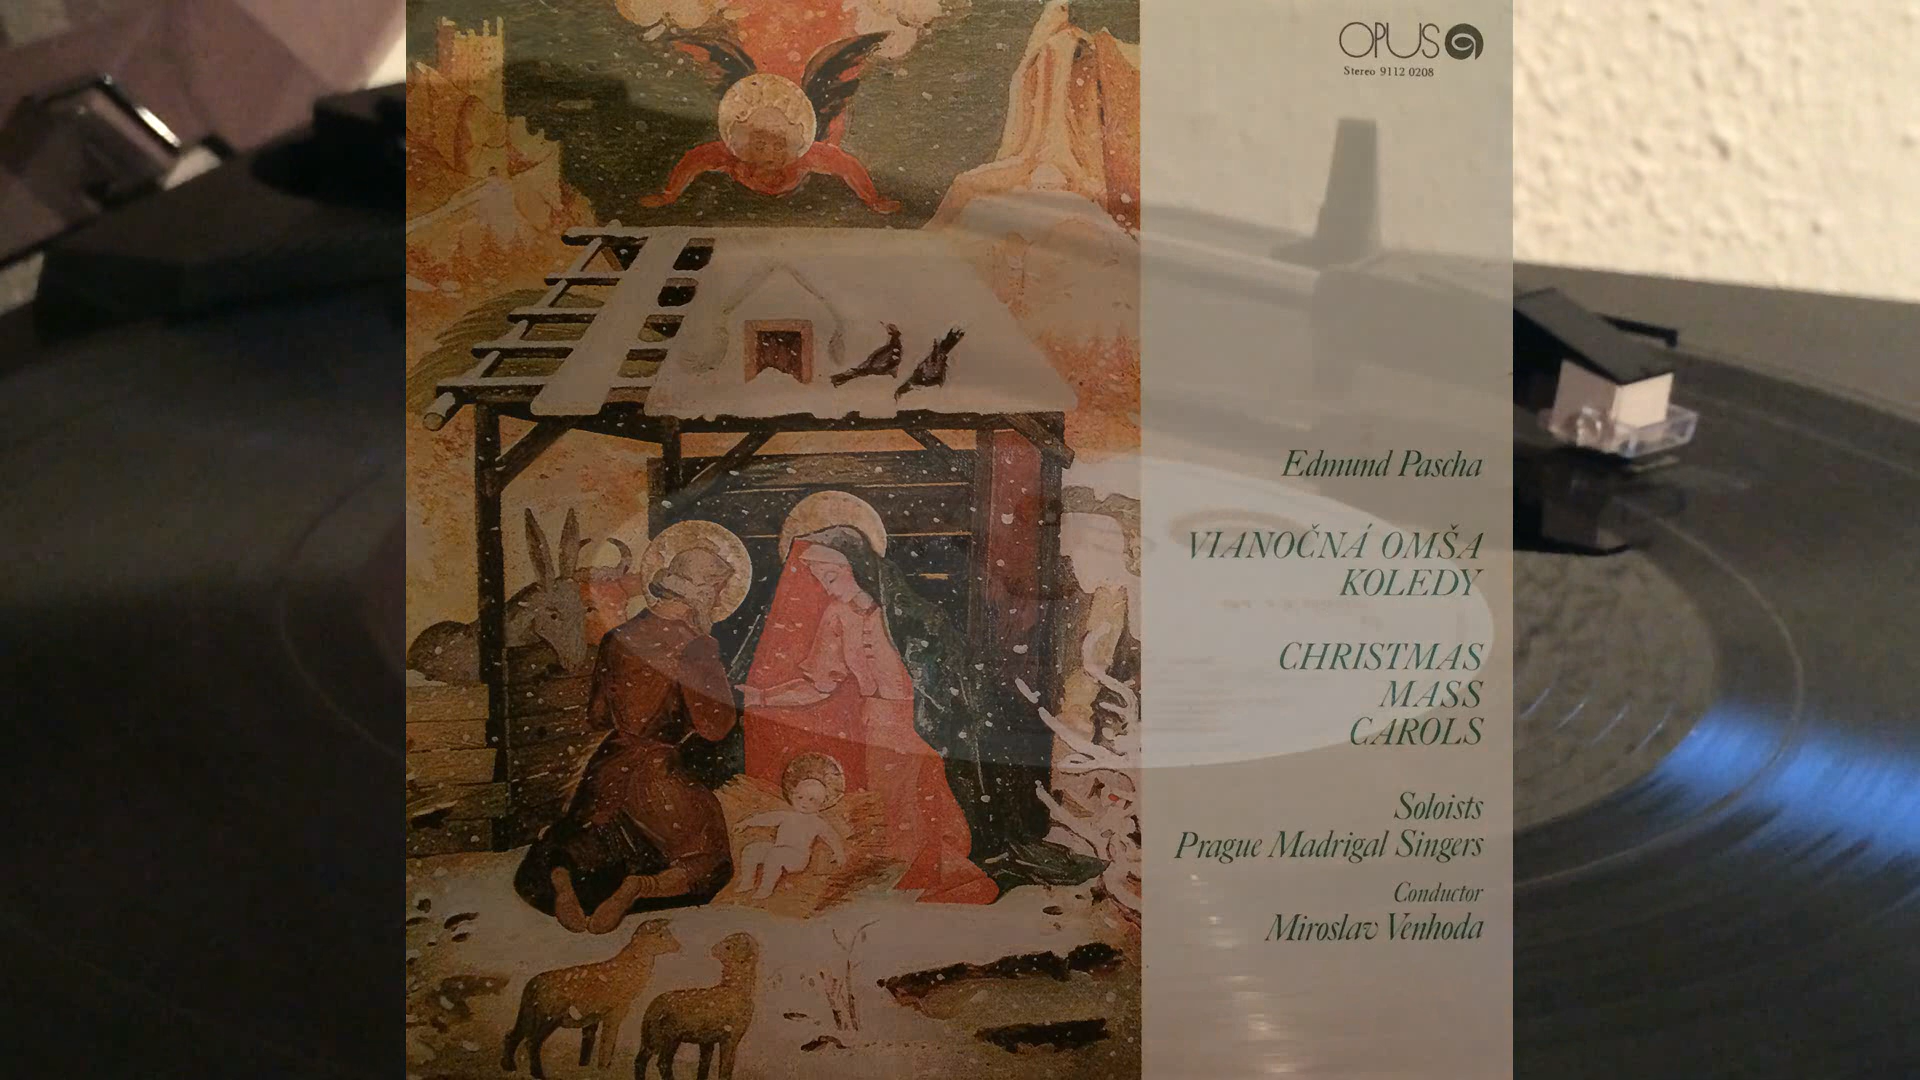 OPUS
Stereo 9112 0208
Edmund Pascha
VIANOČNÁ OMŠA
KOLEDY
CHRISTMAS
MASS
CAROLS
Soloists
Prague Madrigal Singers
Conductor
Miroslav Venhoda